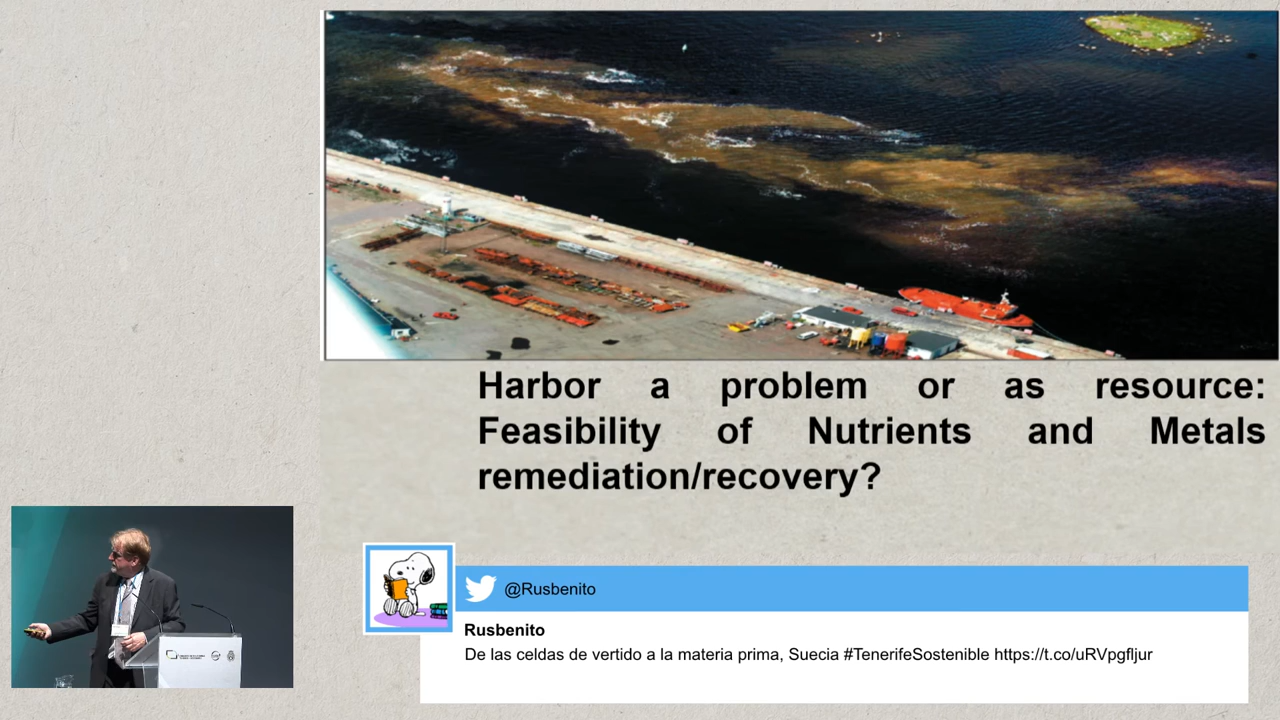 Harbor a problem or as resource:
Feasibility of Nutrients and Metals
remediation/recovery?
@Rusbenito
Rusbenito
De las celdas de vertido a la materia prima, Suecia #TenerifeSostenible https://t.co/uRVpgfljur